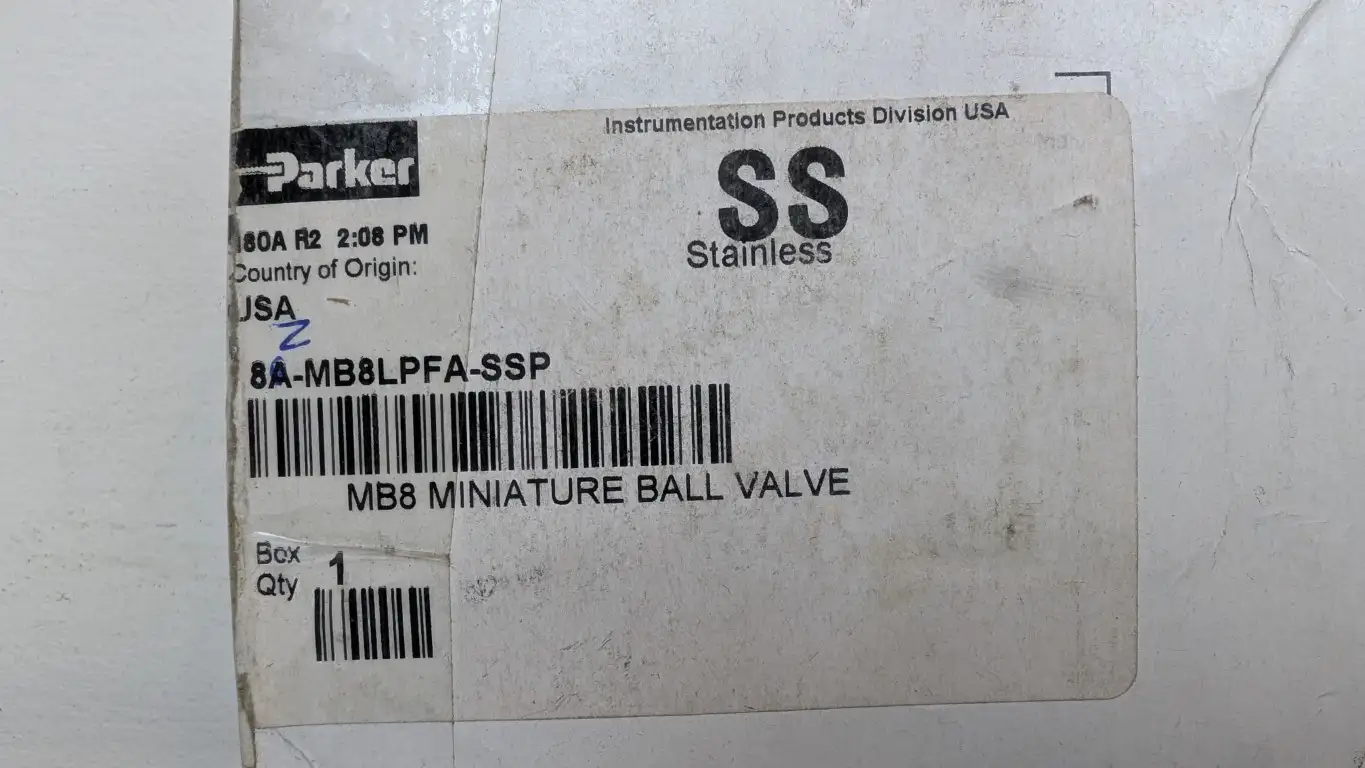 Instrumentation Products Division USA
Parker
SS
Stainless
80A R2 2:08 PM
Country of Origin:
USA
Z
8A-MB8LPFA-SSP
MB8 MINIATURE BALL VALVE
Box
Qty 1